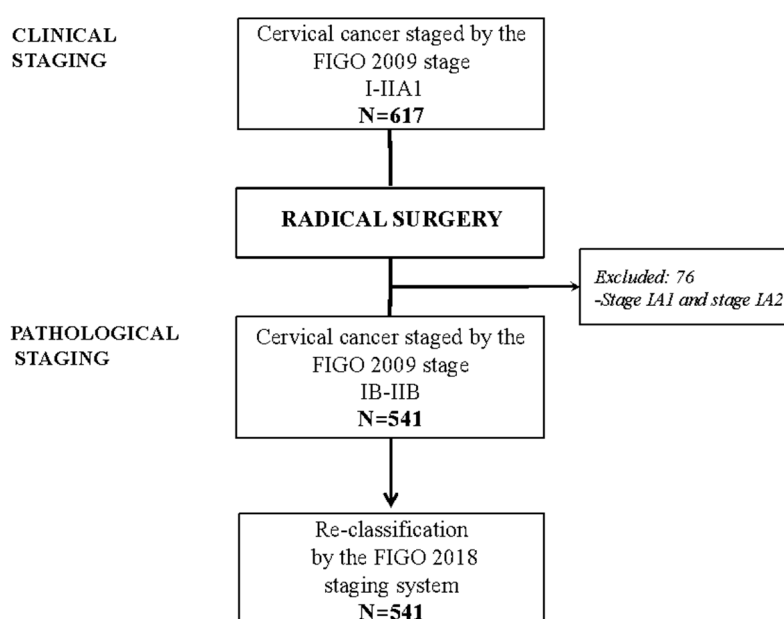 CLINICAL
STAGING
Cervical cancer staged by the
FIGO 2009 stage
I-IIA1
N=617
RADICAL SURGERY
Excluded: 76
-Stage IA1 and stage IA2
PATHOLOGICAL
STAGING
Cervical cancer staged by the
FIGO 2009 stage
IB-IIB
N=541
Re-classification
by the FIGO 2018
staging system
N=541